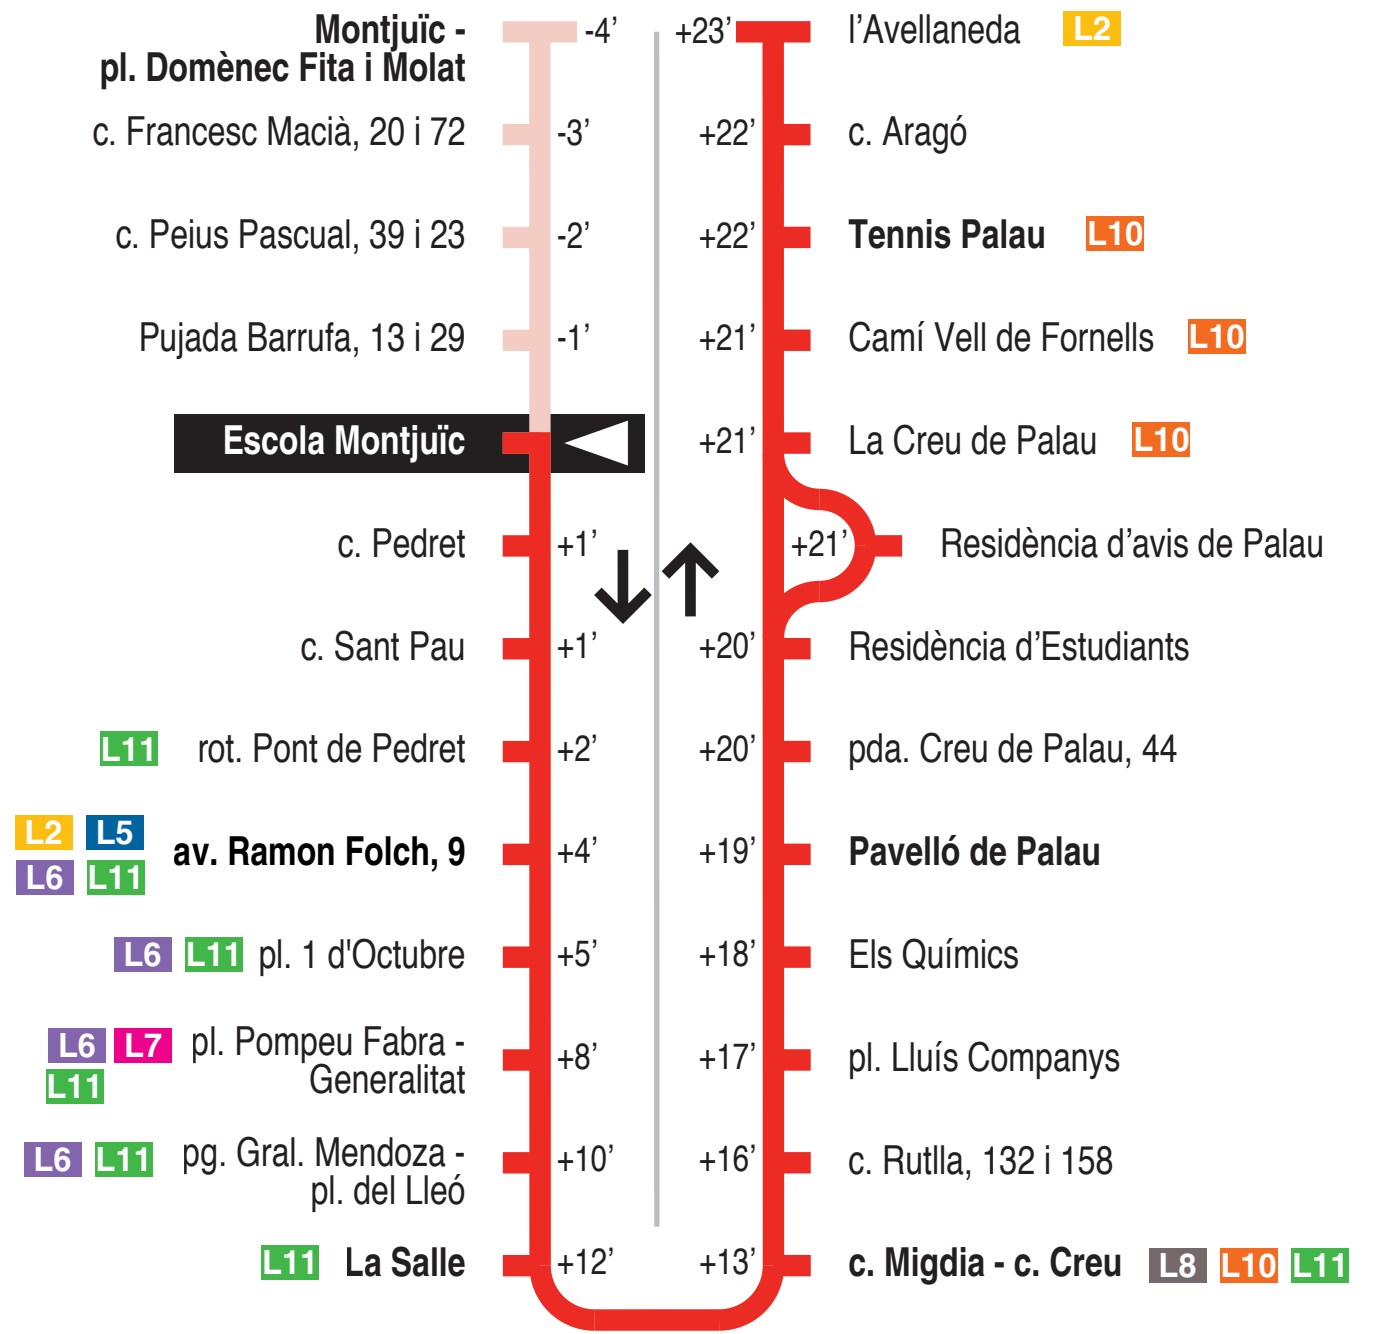 Montjuïc -
pl. Domènec Fita i Molat
-4’
c. Francesc Macià, 20 i 72
-3’
c. Peius Pascual, 39 i 23
-2’
Pujada Barrufa, 13 i 29
-1’
Escola Montjuïc
c. Pedret
+1’
c. Sant Pau
+1’
L11 rot. Pont de Pedret
+2’
L2 L5
L6 L11
av. Ramon Folch, 9
+4’
L6 L11 pl. 1 d'Octubre
+5’
L6 L7 pl. Pompeu Fabra -
L11 Generalitat
+8’
L6 L11 pg. Gral. Mendoza -
pl. del Lleó
+10’
L11 La Salle
+12’
+23’ l’Avellaneda L2
+22’ c. Aragó
+22’ Tennis Palau L10
+21’ Camí Vell de Fornells L10
+21’ La Creu de Palau L10
+21’ Residència d’avis de Palau
+20’ Residència d’Estudiants
+20’ pda. Creu de Palau, 44
+19’ Pavelló de Palau
+18’ Els Químics
+17’ pl. Lluís Companys
+16’ c. Rutlla, 132 i 158
+13’ c. Migdia - c. Creu L8 L10 L11